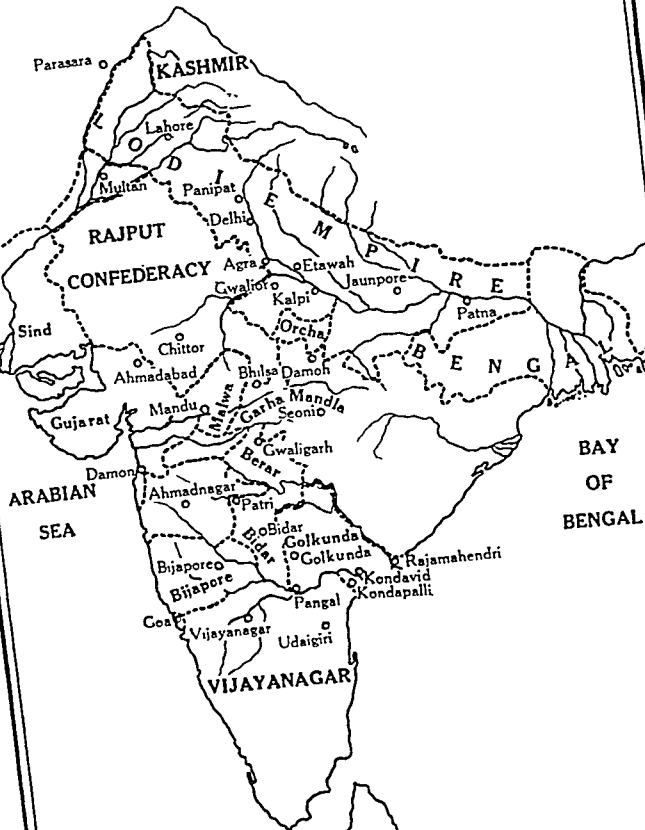 Parasara
KASHMIR
Lahore
LODI EMPIRE
Multan
Panipat
Delhi
RAJPUT
CONFEDERACY
Agra
Etawah
Gwalior
Jaunpore
Kalpi
Patna
Sind
Orcha
Chittor
BENGA
Ahmadabad
Bhilsa
Damoh
Malwa
Garha Mandla
Mandu
Seonio
Gujarat
Gwaligarh
Berar
BAY
OF
BENGAL
Damon
ARABIAN
SEA
Ahmadnagar
Patri
Bidar
Bidar
Golkunda
Golkunda
Rajamahendri
Bijapore
Bijapore
Kondavid
Kondapalli
Pangal
Goa
Vijayanagar
Udaigiri
VIJAYANAGAR